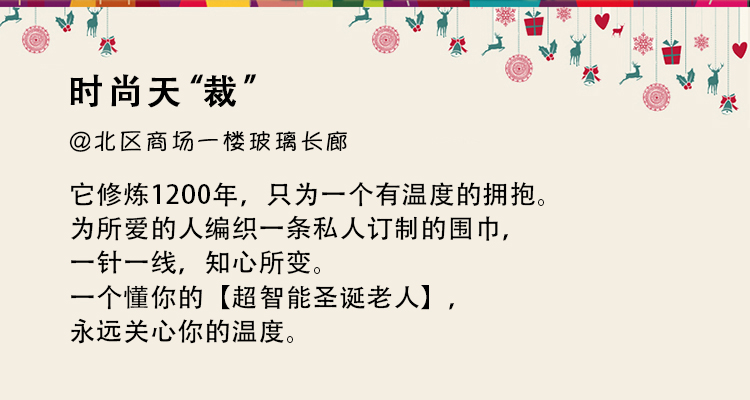 时尚天“裁”
@北区商场一楼玻璃长廊
它修炼1200年，只为一个有温度的拥抱。
为所爱的人编织一条私人订制的围巾，
一针一线，知心所变。
一个懂你的【超智能圣诞老人】，
永远关心你的温度。